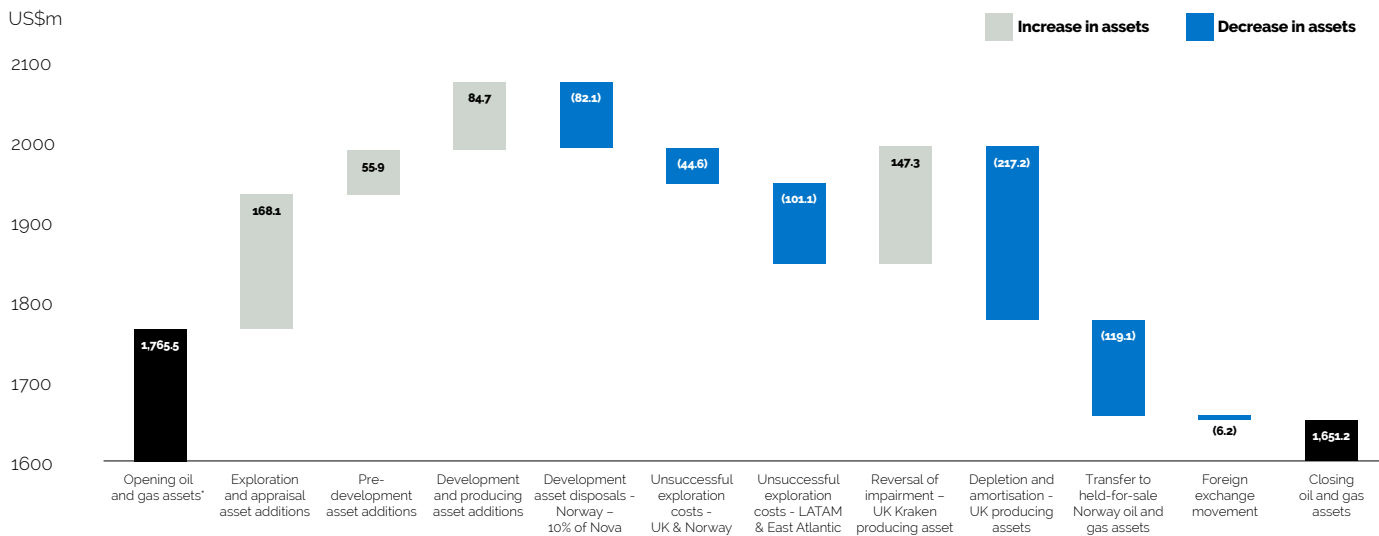 US$m
Increase in assets
Decrease in assets
2100
2000
1900
1800
1700
1600
1,765.5
168.1
55.9
84.7
(82.1)
(44.6)
(101.1)
147.3
(217.2)
(119.1)
(6.2)
1,651.2
Opening oil
and gas assets*
Exploration
and appraisal
asset additions
Pre-
development
asset additions
Development
and producing
asset additions
Development
asset disposals -
Norway –
10% of Nova
Unsuccessful
exploration
costs -
UK & Norway
Unsuccessful
exploration
costs - LATAM
& East Atlantic
Reversal of
impairment –
UK Kraken
producing asset
Depletion and
amortisation -
UK producing
assets
Transfer to
held-for-sale
Norway oil and
gas assets
Foreign
exchange
movement
Closing
oil and gas
assets